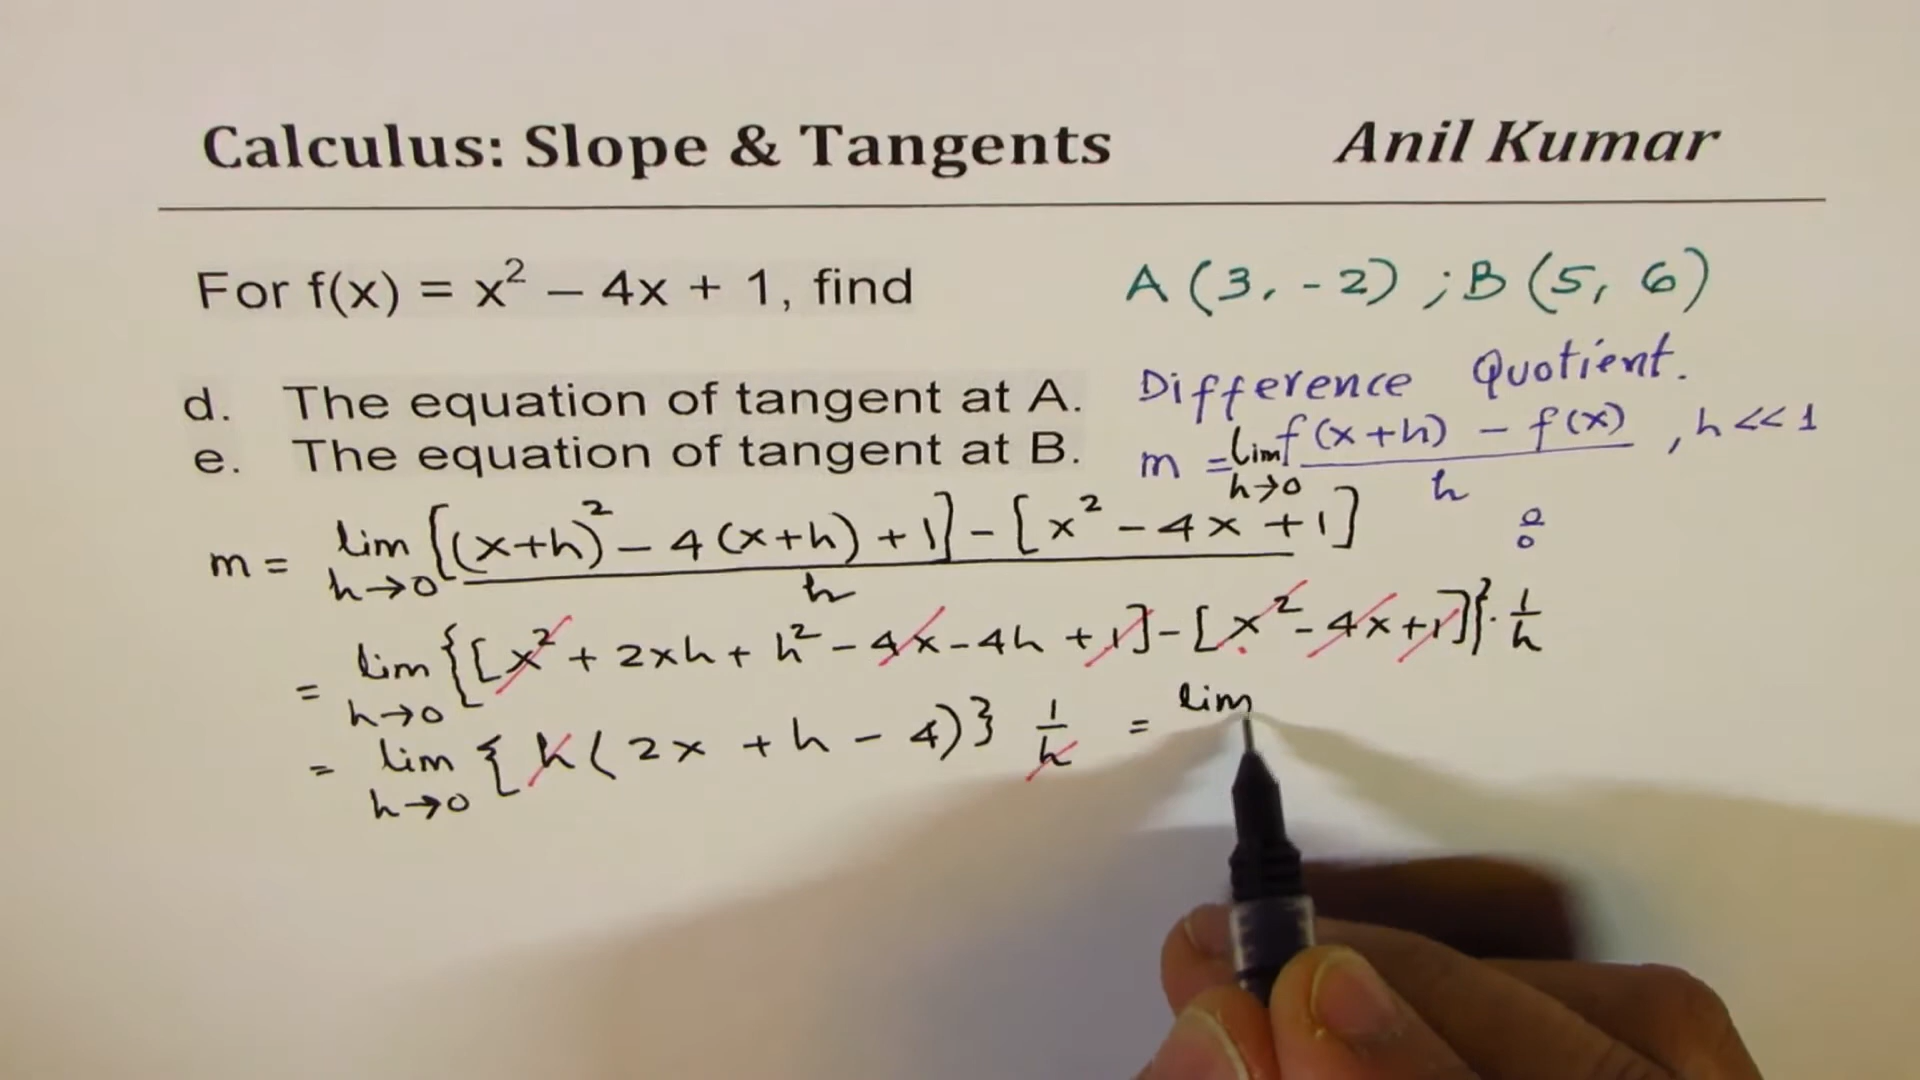 Calculus: Slope & Tangents Anil Kumar
For f(x) = x² – 4x + 1, find A (3, -2) ; B (5, 6)
Difference Quotient.
d. The equation of tangent at A.
m = lim h→0 f(x+h) - f(x) / h , h << 1
e. The equation of tangent at B.
m = lim h→0 [(x+h)² - 4(x+h) + 1] - [x² - 4x + 1] / h 0/0
= lim h→0 {[x² + 2xh + h² - 4x - 4h + 1] - [x² - 4x + 1]} · 1/h
= lim h→0 {h(2x + h - 4)} 1/h = lim